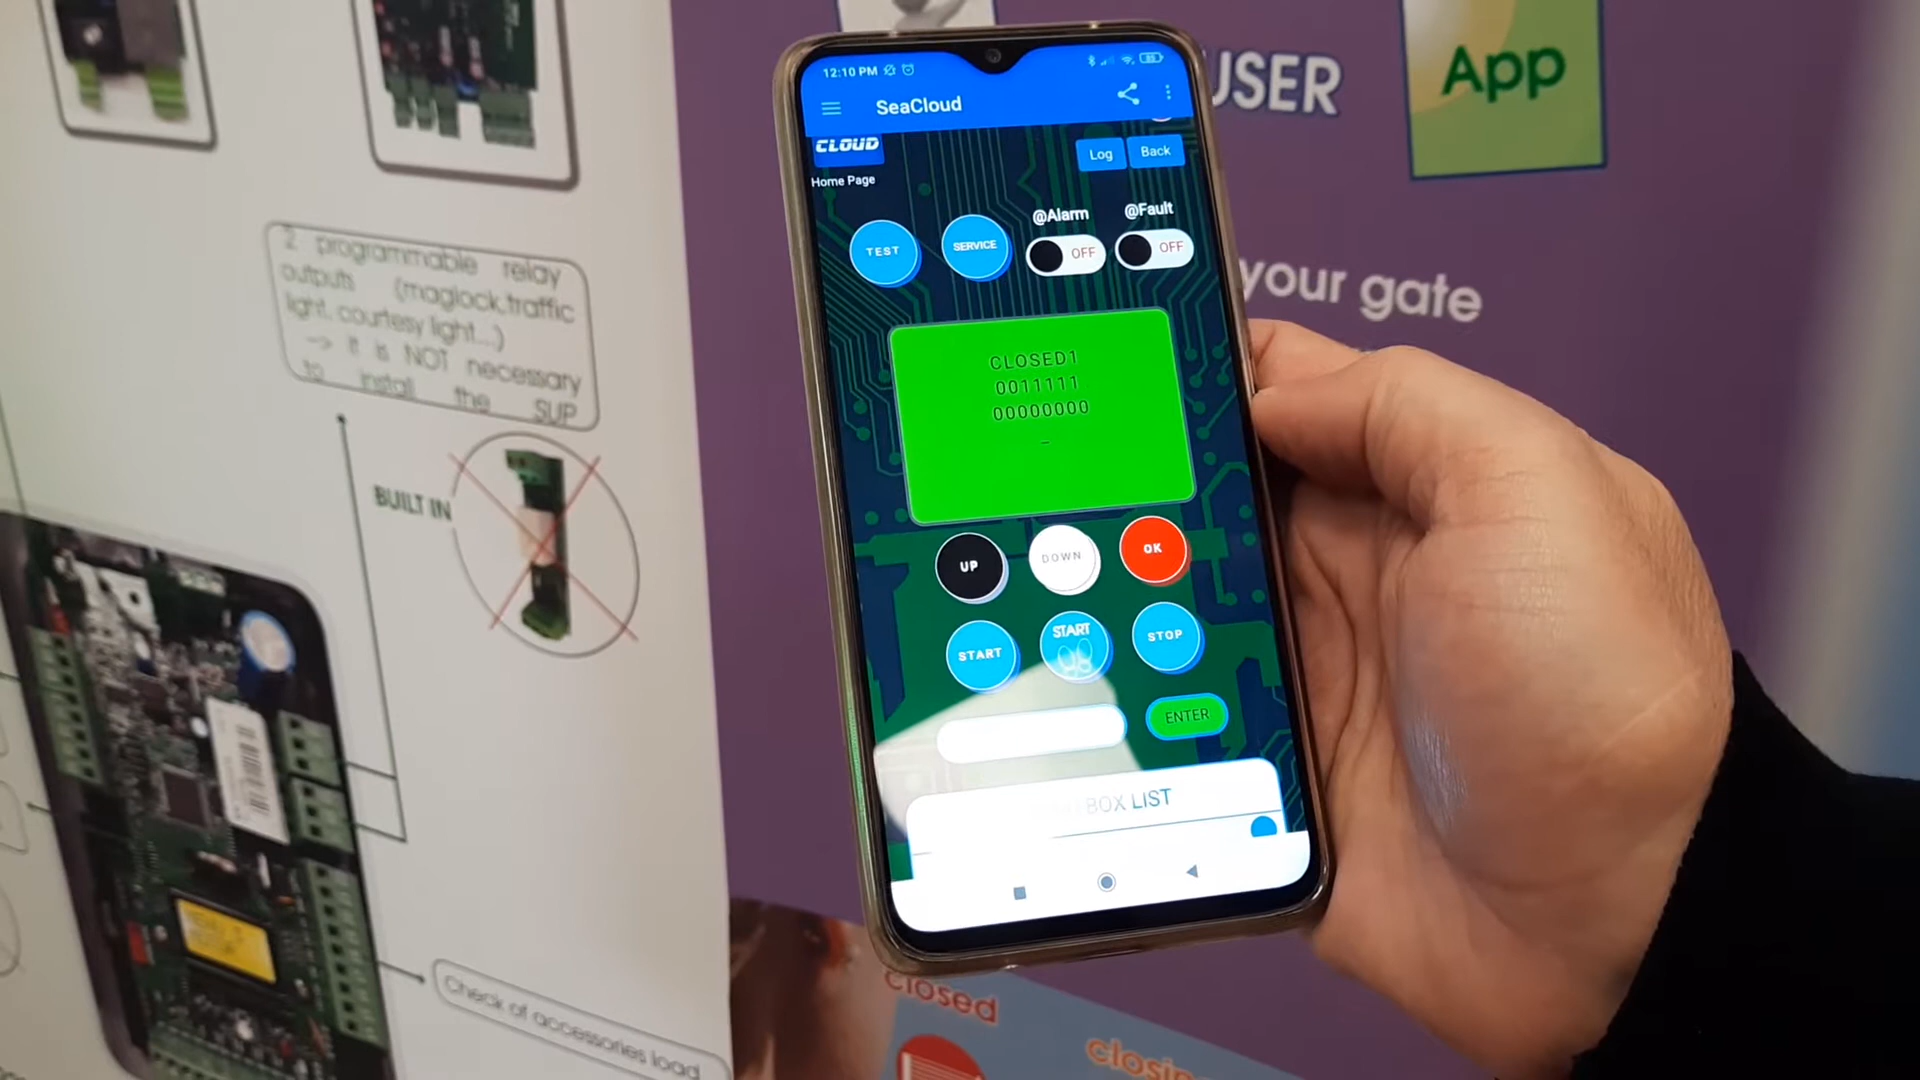 2 programmable relay
outputs (maglock,traffic
light, courtesy light...)
--> it is NOT necessary
to install the SUP
BUILT IN
Check of accessories load
12:10 PM
SeaCloud
CLOUD
Log
Back
Home Page
TEST
SERVICE
@Alarm
OFF
@Fault
OFF
CLOSED1
0011111
00000000
_
UP
DOWN
OK
START
START
STOP
ENTER
BOX LIST
USER
App
your gate
closed